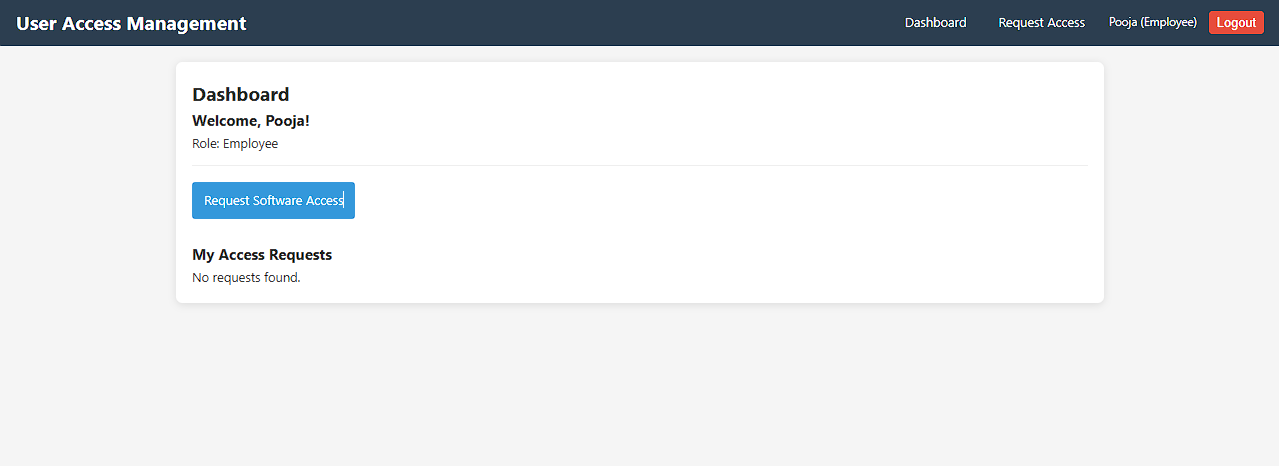 User Access Management Dashboard Request Access Pooja (Employee) Logout
Dashboard
Welcome, Pooja!
Role: Employee
Request Software Access
My Access Requests
No requests found.